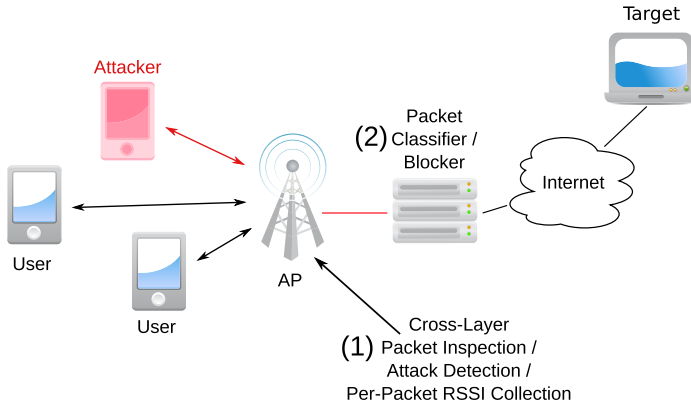 Target
Attacker
(2)
Packet
Classifier /
Blocker
Internet
User
AP
User
(1)
Cross-Layer
Packet Inspection /
Attack Detection /
Per-Packet RSSI Collection